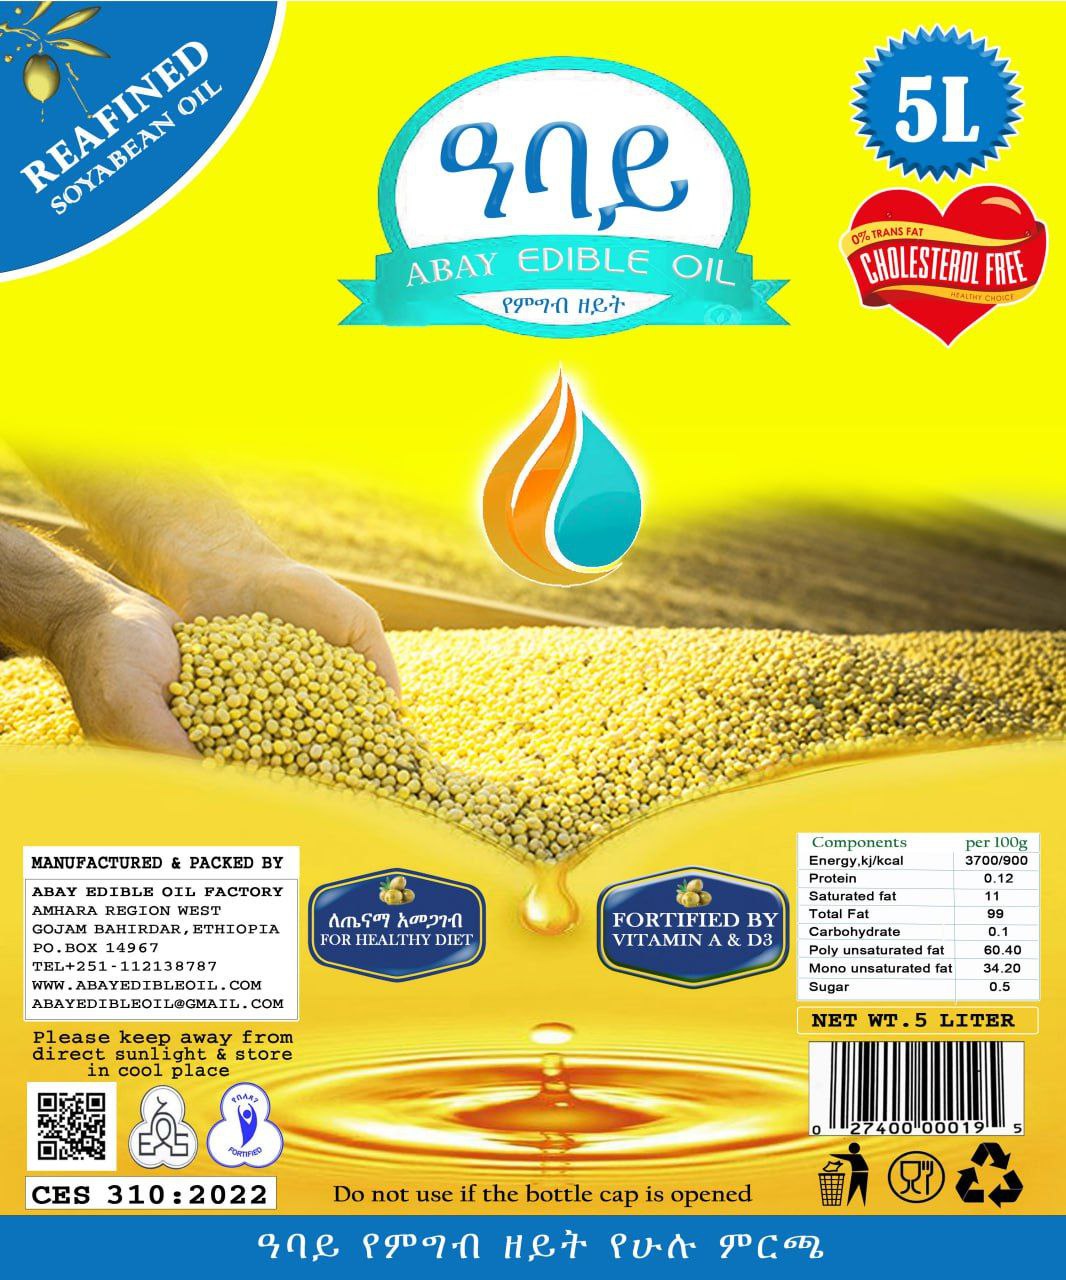 REAFINED
SOYABEAN OIL
ዓባይ
ABAY EDIBLE OIL
የምግብ ዘይት
5L
0% TRANS FAT
CHOLESTEROL FREE
HEALTHY CHOICE
MANUFACTURED & PACKED BY
ABAY EDIBLE OIL FACTORY
AMHARA REGION WEST
GOJAM BAHIRDAR,ETHIOPIA
PO.BOX 14967
TEL+251-112138787
WWW.ABAYEDIBLEOIL.COM
ABAYEDIBLEOIL@GMAIL.COM
Please keep away from
direct sunlight & store
in cool place
CES 310:2022
ለጤናማ አመጋገብ
FOR HEALTHY DIET
FORTIFIED BY
VITAMIN A & D3
Components per 100g
Energy,kj/kcal 3700/900
Protein 0.12
Saturated fat 11
Total Fat 99
Carbohydrate 0.1
Poly unsaturated fat 60.40
Mono unsaturated fat 34.20
Sugar 0.5
NET WT.5 LITER
0 27400 00019 5
የበለጸገ
FORTIFIED
Do not use if the bottle cap is opened
ዓባይ የምግብ ዘይት የሁሉ ምርጫ